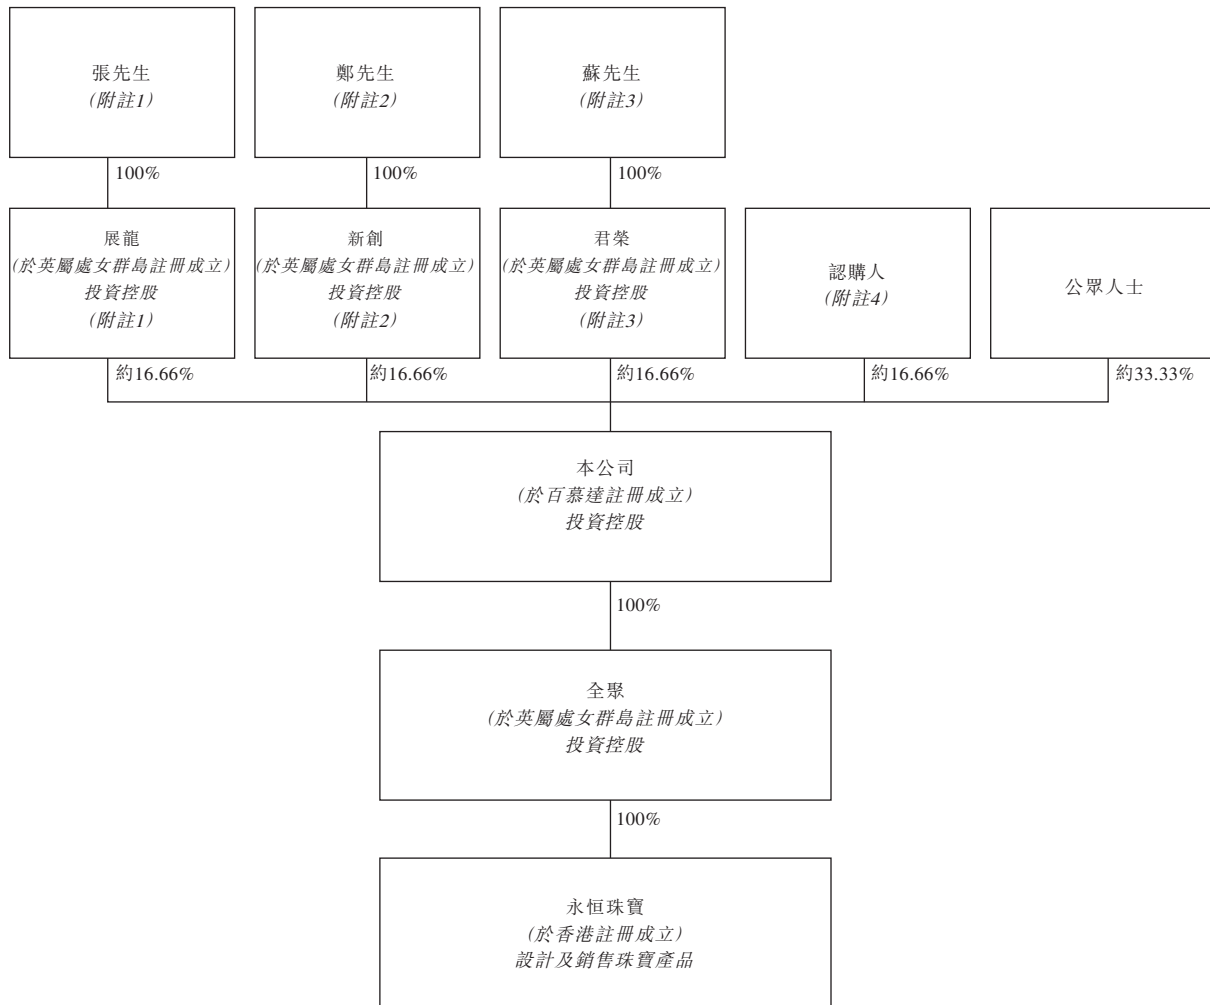 張先生
(附註1)
鄭先生
(附註2)
蘇先生
(附註3)
100%
100%
100%
展龍
(於英屬處女群島註冊成立)
投資控股
(附註1)
新創
(於英屬處女群島註冊成立)
投資控股
(附註2)
君榮
(於英屬處女群島註冊成立)
投資控股
(附註3)
認購人
(附註4)
公眾人士
約16.66%
約16.66%
約16.66%
約16.66%
約33.33%
本公司
(於百慕達註冊成立)
投資控股
100%
全聚
(於英屬處女群島註冊成立)
投資控股
100%
永恒珠寶
(於香港註冊成立)
設計及銷售珠寶產品